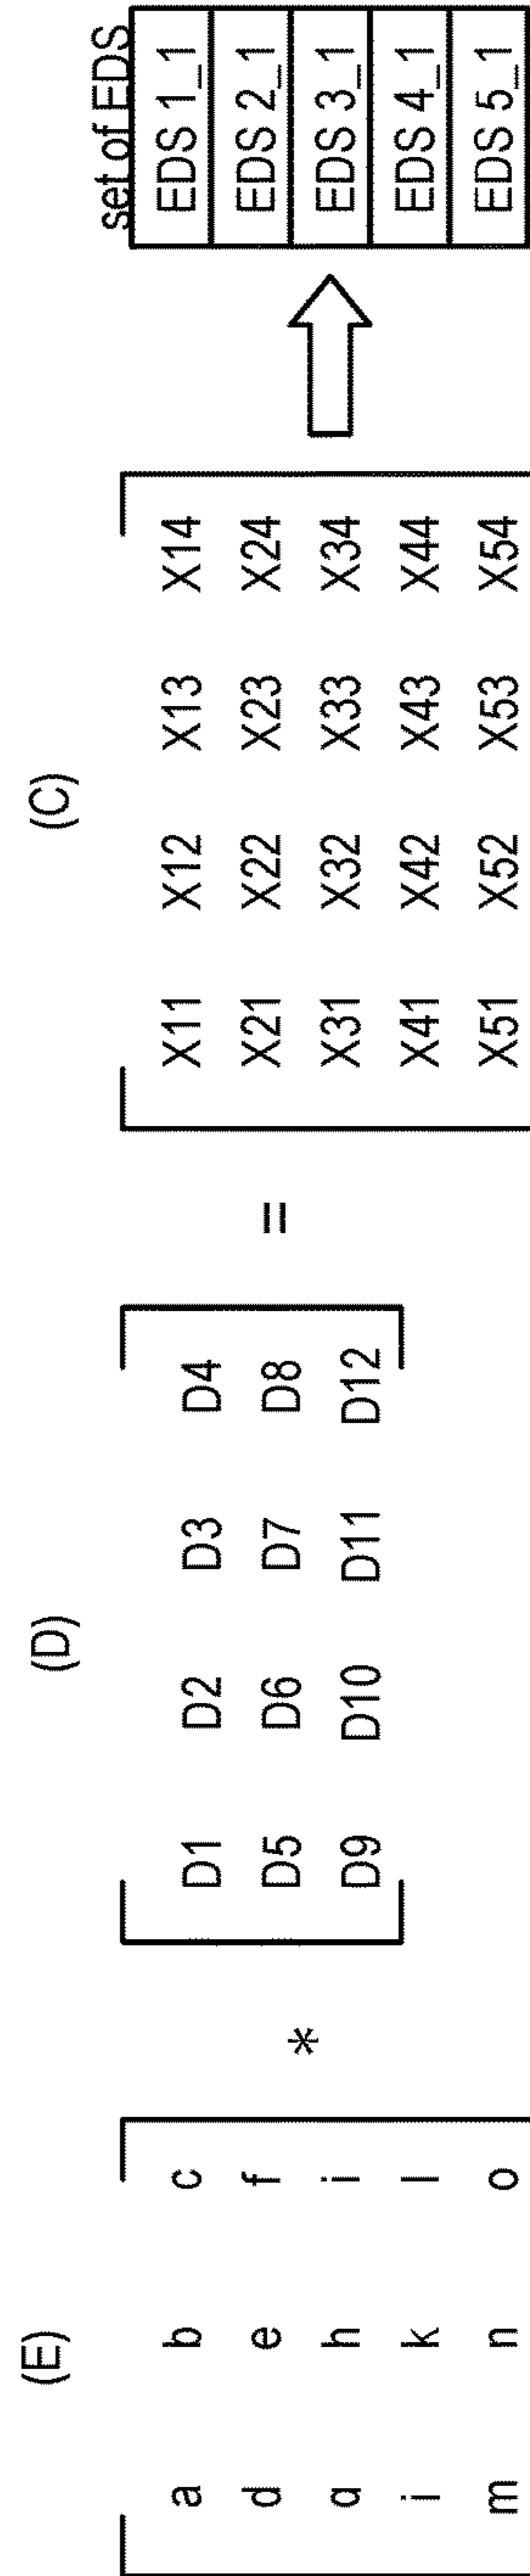 (E) (D) (C) set of EDS
a b c D1 D2 D3 D4 X11 X12 X13 X14 EDS 1_1
d e f * D5 D6 D7 D8 = X21 X22 X23 X24 EDS 2_1
g h i D9 D10 D11 D12 X31 X32 X33 X34 EDS 3_1
j k l X41 X42 X43 X44 EDS 4_1
m n o X51 X52 X53 X54 EDS 5_1